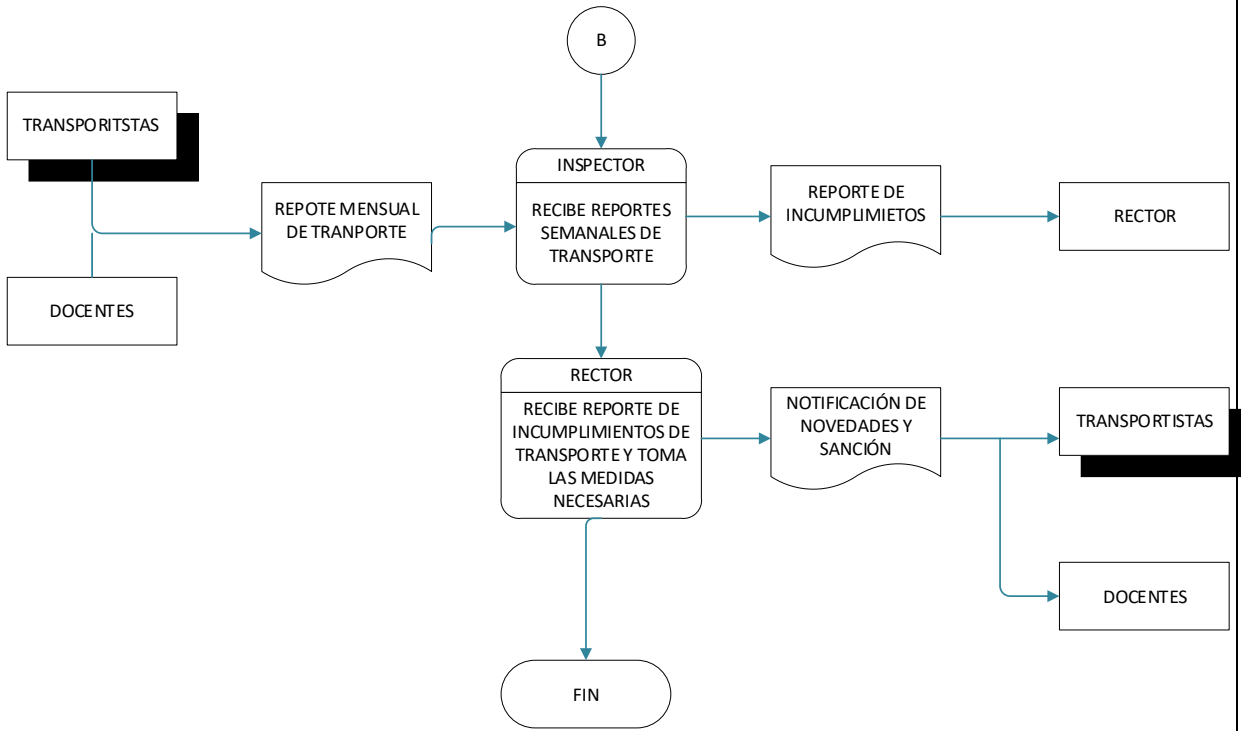 B
TRANSPORITSTAS
DOCENTES
REPOTE MENSUAL
DE TRANPORTE
INSPECTOR
RECIBE REPORTES
SEMANALES DE
TRANSPORTE
REPORTE DE
INCUMPLIMIETOS
RECTOR
RECTOR
RECIBE REPORTE DE
INCUMPLIMIENTOS DE
TRANSPORTE Y TOMA
LAS MEDIDAS
NECESARIAS
NOTIFICACIÓN DE
NOVEDADES Y
SANCIÓN
TRANSPORTISTAS
DOCENTES
FIN